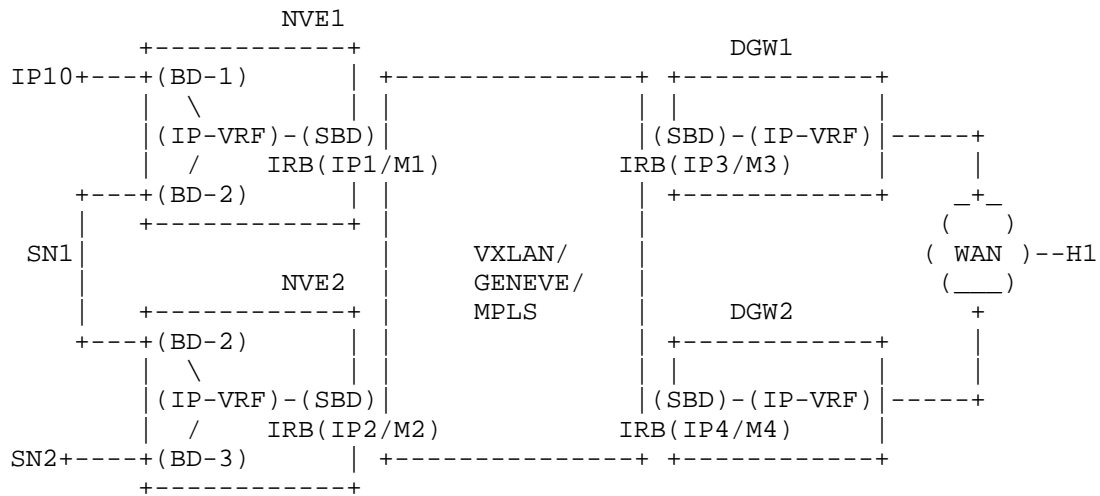 NVE1
DGW1
IP10 (BD-1)
(IP-VRF)-(SBD) (SBD)-(IP-VRF)
IRB(IP1/M1) IRB(IP3/M3)
(BD-2)
SN1 VXLAN/ ( WAN )--H1
NVE2 GENEVE/ (___)
MPLS DGW2
(BD-2)
(IP-VRF)-(SBD) (SBD)-(IP-VRF)
IRB(IP2/M2) IRB(IP4/M4)
SN2 (BD-3)